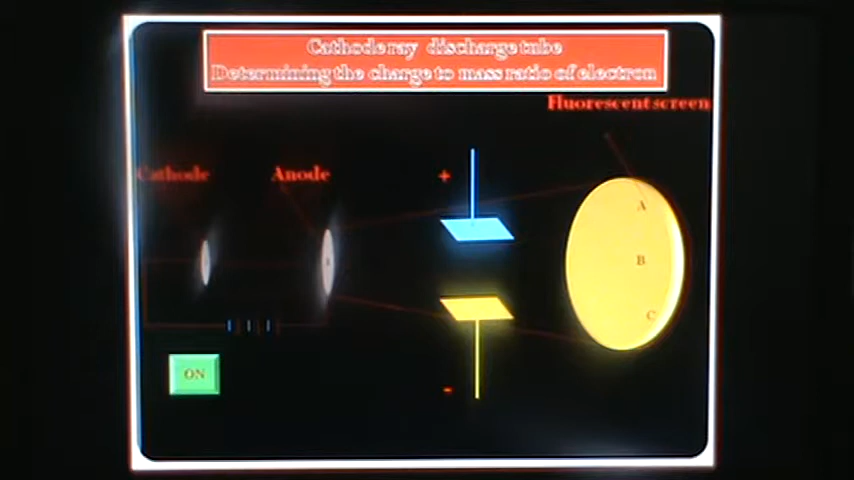 Cathode ray discharge tube
Determining the charge to mass ratio of electron
Fluorescent screen
Cathode
Anode
+
A
B
C
ON
-